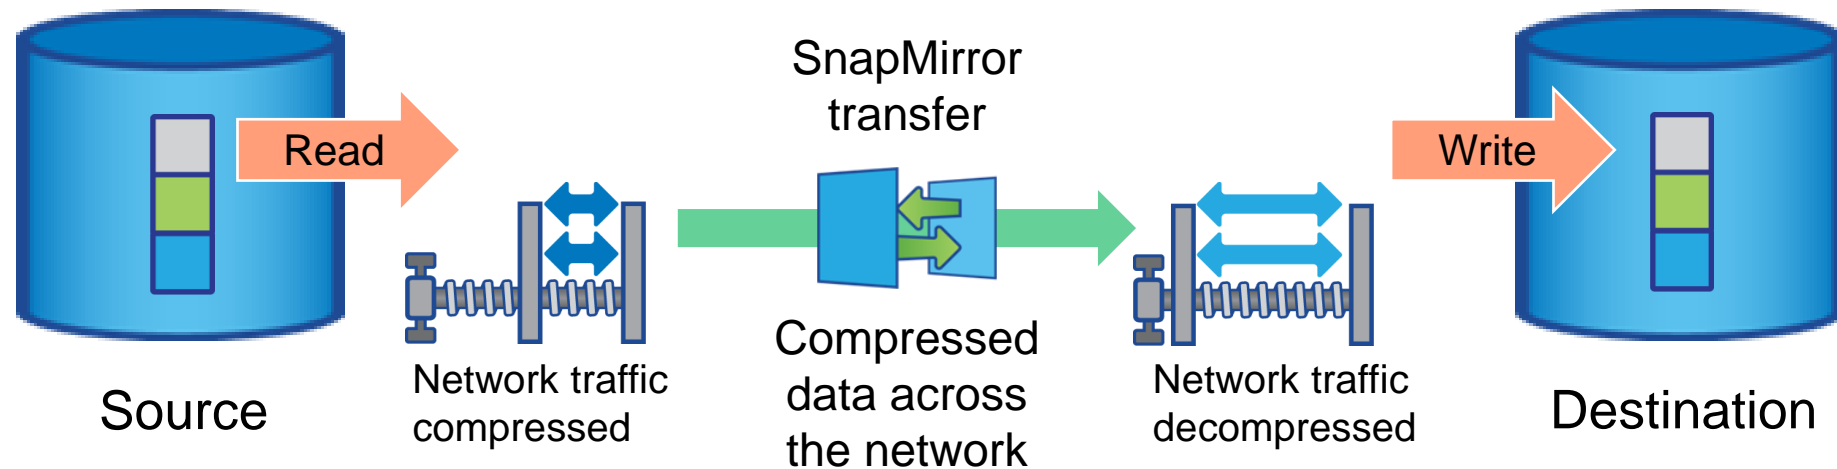 Source
Read
Network traffic
compressed
SnapMirror
transfer
Compressed
data across
the network
Network traffic
decompressed
Write
Destination